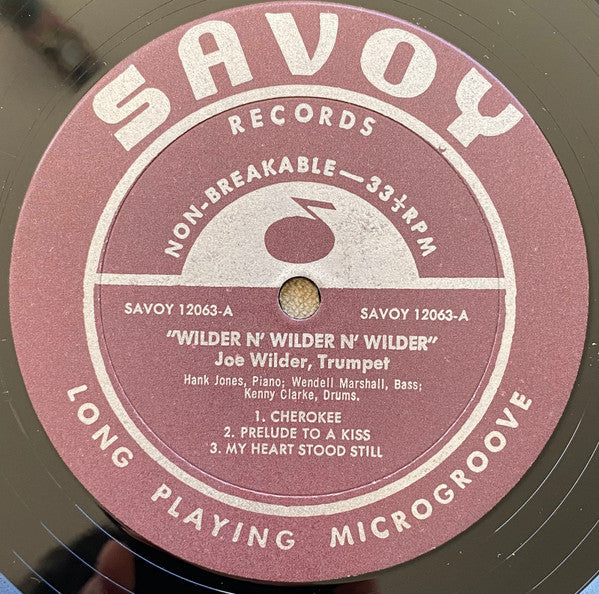 SAVOY
RECORDS
NON-BREAKABLE—33⅓RPM
SAVOY 12063-A
SAVOY 12063-A
"WILDER N' WILDER N' WILDER"
Joe Wilder, Trumpet
Hank Jones, Piano; Wendell Marshall, Bass;
Kenny Clarke, Drums.
1. CHEROKEE
2. PRELUDE TO A KISS
3. MY HEART STOOD STILL
LONG PLAYING MICROGROOVE